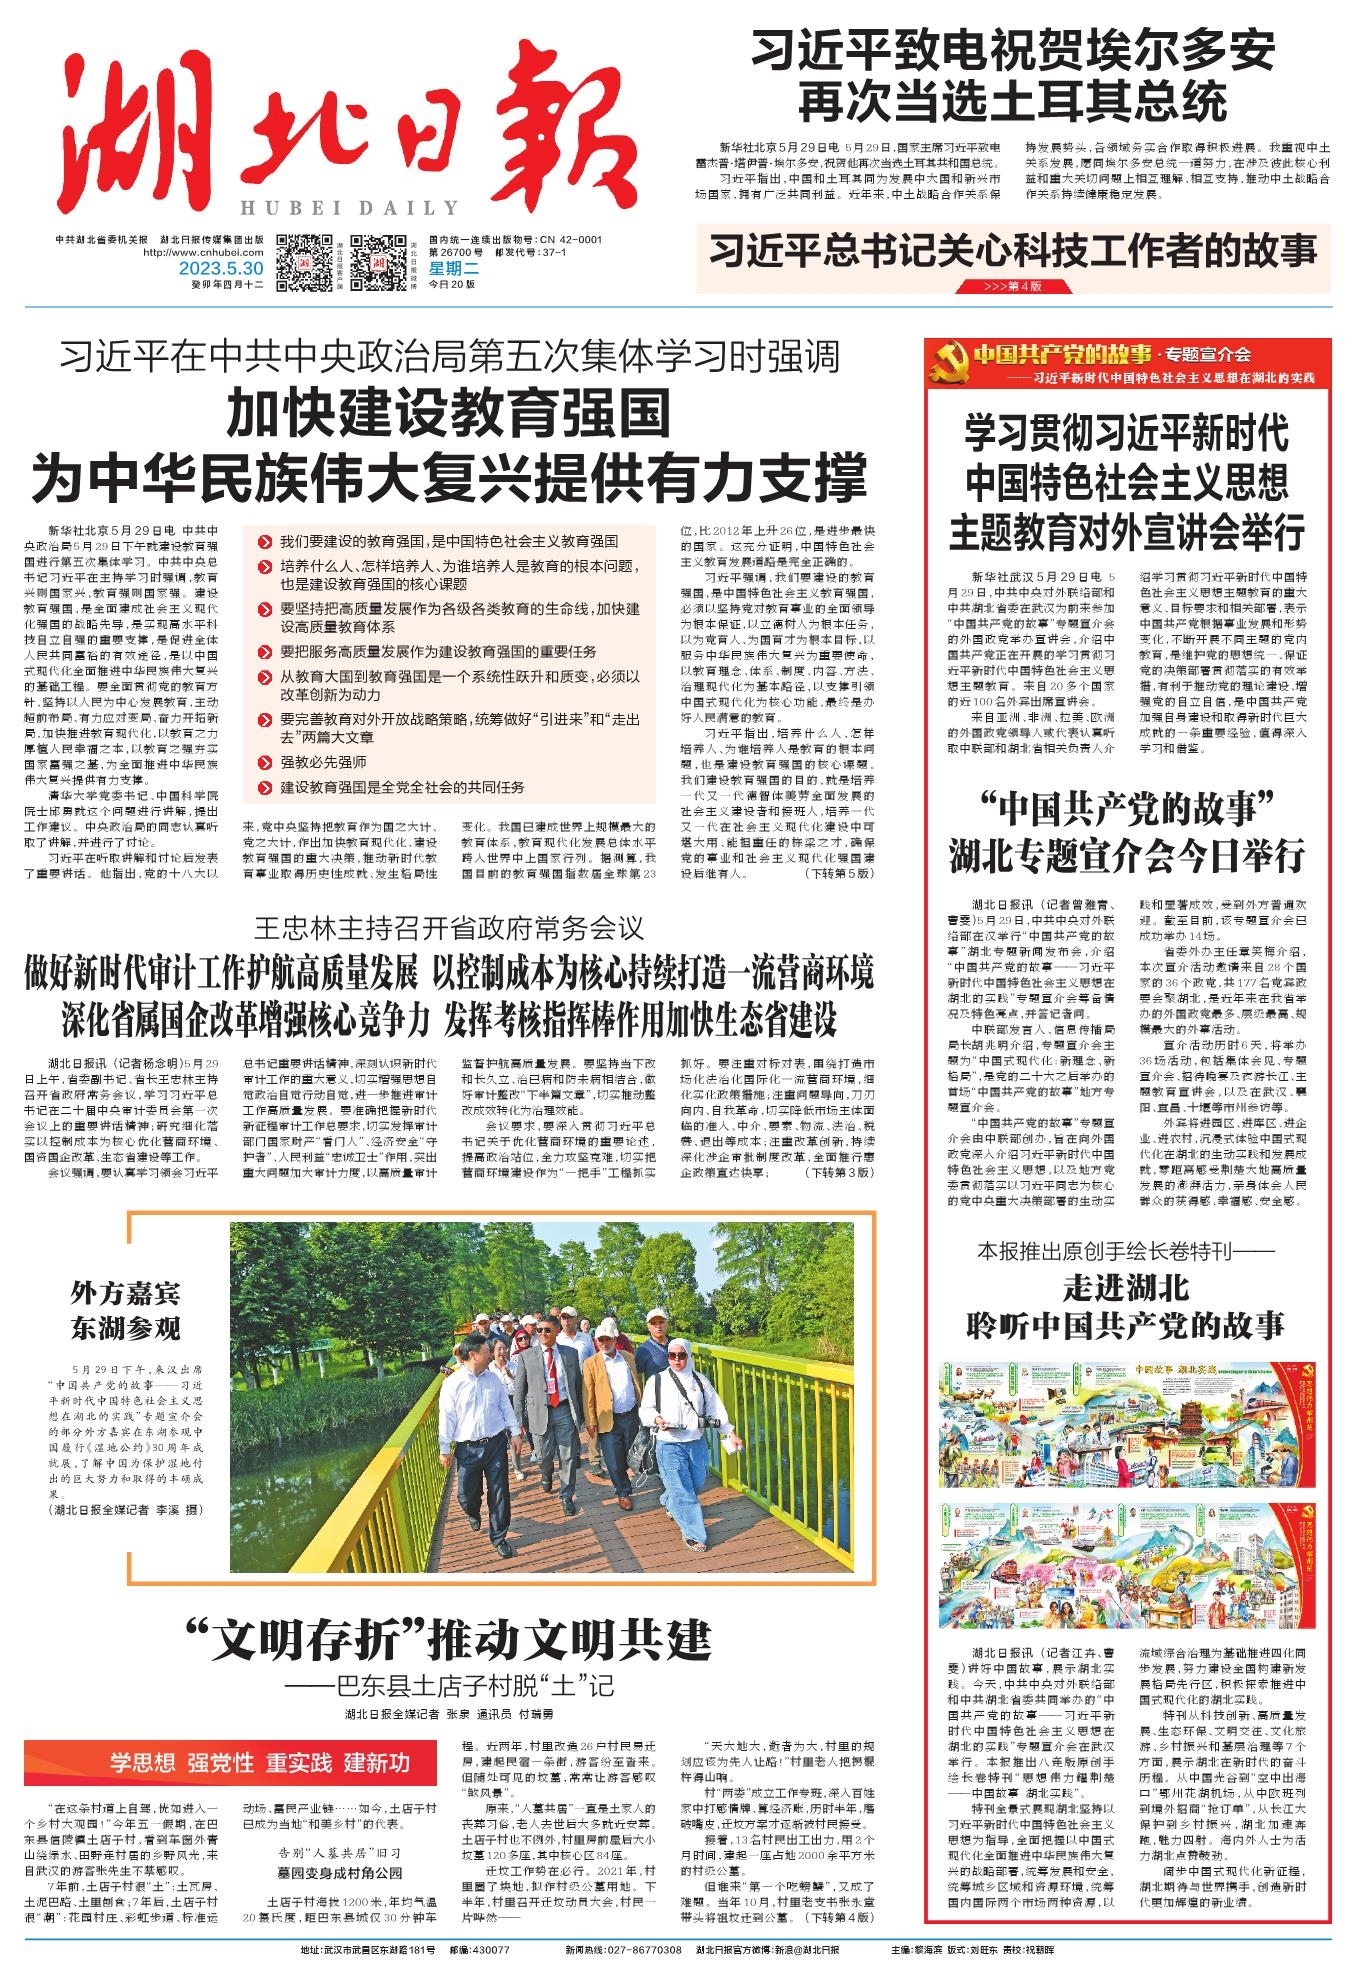 湖北日报
HUBEI DAILY
中共湖北省委机关报 湖北日报传媒集团出版
http://www.cnhubei.com
2023.5.30
癸卯年四月十二
湖北日报客户端
湖北日报微博
国内统一连续出版物号:CN 42-0001
第26700号 邮发代号:37-1
星期二
今日20版
习近平致电祝贺埃尔多安
再次当选土耳其总统
新华社北京5月29日电 5月29日,国家主席习近平致电
雷杰普·塔伊普·埃尔多安,祝贺他再次当选土耳其共和国总统。
习近平指出,中国和土耳其同为发展中大国和新兴市
场国家,拥有广泛共同利益。近年来,中土战略合作关系保
持发展势头,各领域务实合作取得积极进展。我重视中土
关系发展,愿同埃尔多安总统一道努力,在涉及彼此核心利
益和重大关切问题上相互理解、相互支持,推动中土战略合
作关系持续健康稳定发展。
习近平总书记关心科技工作者的故事
>>>第4版
习近平在中共中央政治局第五次集体学习时强调
加快建设教育强国
为中华民族伟大复兴提供有力支撑
新华社北京5月29日电 中共中
央政治局5月29日下午就建设教育强
国进行第五次集体学习。中共中央总
书记习近平在主持学习时强调,教育
兴则国家兴,教育强则国家强。建设
教育强国,是全面建成社会主义现代
化强国的战略先导,是实现高水平科
技自立自强的重要支撑,是促进全体
人民共同富裕的有效途径,是以中国
式现代化全面推进中华民族伟大复兴
的基础工程。要全面贯彻党的教育方
针,坚持以人民为中心发展教育,主动
超前布局、有力应对变局、奋力开拓新
局,加快推进教育现代化,以教育之力
厚植人民幸福之本,以教育之强夯实
国家富强之基,为全面推进中华民族
伟大复兴提供有力支撑。
清华大学党委书记、中国科学院
院士邱勇就这个问题进行讲解,提出
工作建议。中央政治局的同志认真听
取了讲解,并进行了讨论。
习近平在听取讲解和讨论后发表
了重要讲话。他指出,党的十八大以
我们要建设的教育强国,是中国特色社会主义教育强国
培养什么人、怎样培养人、为谁培养人是教育的根本问题,
也是建设教育强国的核心课题
要坚持把高质量发展作为各级各类教育的生命线,加快建
设高质量教育体系
要把服务高质量发展作为建设教育强国的重要任务
从教育大国到教育强国是一个系统性跃升和质变,必须以
改革创新为动力
要完善教育对外开放战略策略,统筹做好“引进来”和“走出
去”两篇大文章
强教必先强师
建设教育强国是全党全社会的共同任务
来,党中央坚持把教育作为国之大计、
党之大计,作出加快教育现代化、建设
教育强国的重大决策,推动新时代教
育事业取得历史性成就、发生格局性
变化。我国已建成世界上规模最大的
教育体系,教育现代化发展总体水平
跨入世界中上国家行列。据测算,我
国目前的教育强国指数居全球第23
位,比2012年上升26位,是进步最快
的国家。这充分证明,中国特色社会
主义教育发展道路是完全正确的。
习近平强调,我们要建设的教育
强国,是中国特色社会主义教育强国,
必须以坚持党对教育事业的全面领导
为根本保证,以立德树人为根本任务,
以为党育人、为国育才为根本目标,以
服务中华民族伟大复兴为重要使命,
以教育理念、体系、制度、内容、方法、
治理现代化为基本路径,以支撑引领
中国式现代化为核心功能,最终是办
好人民满意的教育。
习近平指出,培养什么人、怎样
培养人、为谁培养人是教育的根本问
题,也是建设教育强国的核心课题。
我们建设教育强国的目的,就是培养
一代又一代德智体美劳全面发展的
社会主义建设者和接班人,培养一代
又一代在社会主义现代化建设中可
堪大用、能担重任的栋梁之才,确保
党的事业和社会主义现代化强国建
设后继有人。 (下转第5版)
王忠林主持召开省政府常务会议
做好新时代审计工作护航高质量发展 以控制成本为核心持续打造一流营商环境
深化省属国企改革增强核心竞争力 发挥考核指挥棒作用加快生态省建设
湖北日报讯 (记者杨念明)5月29
日上午,省委副书记、省长王忠林主持
召开省政府常务会议,学习习近平总
书记在二十届中央审计委员会第一次
会议上的重要讲话精神;研究细化落
实以控制成本为核心优化营商环境、
国资国企改革、生态省建设等工作。
会议强调,要认真学习领会习近平
总书记重要讲话精神,深刻认识新时代
审计工作的重大意义,切实增强思想自
觉政治自觉行动自觉,进一步推进审计
工作高质量发展。要准确把握新时代
新征程审计工作总要求,切实发挥审计
部门国家财产“看门人”、经济安全“守
护者”、人民利益“忠诚卫士”作用,突出
重大问题加大审计力度,以高质量审计
监督护航高质量发展。要坚持当下改
和长久立、治已病和防未病相结合,做
好审计整改“下半篇文章”,切实推动整
改成效转化为治理效能。
会议要求,要深入贯彻习近平总
书记关于优化营商环境的重要论述,
提高政治站位,全力攻坚克难,切实把
营商环境建设作为“一把手”工程抓实
抓好。要注重对标对表,围绕打造市
场化法治化国际化一流营商环境,细
化实化政策措施;注重问题导向,刀刃
向内、自我革命,切实降低市场主体面
临的准入、中介、要素、物流、法治、税
费、退出等成本;注重改革创新,持续
深化涉企审批制度改革,全面推行惠
企政策直达快享; (下转第3版)
外方嘉宾
东湖参观
5月29日下午,来汉出席
“中国共产党的故事——习近
平新时代中国特色社会主义思
想在湖北的实践”专题宣介会
的部分外方嘉宾在东湖参观中
国履行《湿地公约》30周年成
就展,了解中国为保护湿地付
出的巨大努力和取得的丰硕成
果。
(湖北日报全媒记者 李溪 摄)
“文明存折”推动文明共建
——巴东县土店子村脱“土”记
湖北日报全媒记者 张泉 通讯员 付瑞勇
学思想 强党性 重实践 建新功
“在这条村道上自驾,恍如进入一
个乡村大观园!”今年五一假期,在巴
东县信陵镇土店子村,看到车窗外青
山绕绿水、田野连村居的乡野风光,来
自武汉的游客张先生不禁感叹。
7年前,土店子村很“土”:土瓦房、
土泥巴路、土里刨食;7年后,土店子村
很“潮”:花园村庄、彩虹步道、标准运
动场、富民产业链……如今,土店子村
已成为当地“和美乡村”的代表。
告别“人墓共居”旧习
墓园变身成村角公园
土店子村海拔1200米,年均气温
20摄氏度,距巴东县城仅30分钟车
程。近两年,村里改造26户村民易迁
房,建起民宿一条街,游客纷至沓来。
但随处可见的坟墓,常常让游客感叹
“煞风景”。
原来,“人墓共居”一直是土家人的
丧葬习俗,老人去世后大多就近安葬。
土店子村也不例外,村里房前屋后大小
坟墓120多座,其中核心区84座。
迁坟工作势在必行。2021年,村
里圈了块地,拟作村级公墓用地。下
半年,村里召开迁坟动员大会,村民一
片哗然——
“天大地大,逝者为大,村里的规
划应该为先人让路!”村里老人把拐棍
杵得山响。
村“两委”成立工作专班,深入百姓
家中打感情牌、算经济账,历时半年,磨
破嘴皮,迁坟方案才逐渐被村民接受。
接着,13名村民出工出力,用2个
月时间,建起一座占地2000余平方米
的村级公墓。
但谁来“第一个吃螃蟹”,又成了
难题。当年10月,村里老支书张永堂
带头将祖坟迁到公墓。(下转第4版)
中国共产党的故事·专题宣介会
——习近平新时代中国特色社会主义思想在湖北的实践
学习贯彻习近平新时代
中国特色社会主义思想
主题教育对外宣讲会举行
新华社武汉5月29日电 5
月29日,中共中央对外联络部和
中共湖北省委在武汉为前来参加
“中国共产党的故事”专题宣介会
的外国政党举办宣讲会,介绍中
国共产党正在开展的学习贯彻习
近平新时代中国特色社会主义思
想主题教育。来自20多个国家
的近100名外宾出席宣讲会。
来自亚洲、非洲、拉美、欧洲
的外国政党领导人或代表认真听
取中联部和湖北省相关负责人介
绍学习贯彻习近平新时代中国特
色社会主义思想主题教育的重大
意义、目标要求和相关部署,表示
中国共产党根据事业发展和形势
变化,不断开展不同主题的党内
教育,是维护党的思想统一、保证
党的决策部署贯彻落实的有效举
措,有利于推动党的理论建设、增
强党的自立自信,是中国共产党
加强自身建设和取得新时代巨大
成就的一条重要经验,值得深入
学习和借鉴。
“中国共产党的故事”
湖北专题宣介会今日举行
湖北日报讯 (记者曾雅青、
曹雯)5月29日,中共中央对外联
络部在汉举行“中国共产党的故
事”湖北专题新闻发布会,介绍
“中国共产党的故事——习近平
新时代中国特色社会主义思想在
湖北的实践”专题宣介会筹备情
况及特色亮点,并答记者问。
中联部发言人、信息传播局
局长胡兆明介绍,专题宣介会主
题为“中国式现代化:新理念、新
格局”,是党的二十大之后举办的
首场“中国共产党的故事”地方专
题宣介会。
“中国共产党的故事”专题宣
介会由中联部创办,旨在向外国
政党深入介绍习近平新时代中国
特色社会主义思想,以及地方党
委贯彻落实以习近平同志为核心
的党中央重大决策部署的生动实
践和显著成效,受到外方普遍欢
迎。截至目前,该专题宣介会已
成功举办14场。
省委外办主任章笑梅介绍,
本次宣介活动邀请来自28个国
家的36个政党,共177名党宾政
要会聚湖北,是近年来在我省举
办的外国政党最多、层级最高、规
模最大的外事活动。
宣介活动历时6天,将举办
36场活动,包括集体会见、专题
宣介会、招待晚宴及夜游长江、主
题教育宣讲会,以及在武汉、襄
阳、宜昌、十堰等市州参访等。
外宾将进园区、进库区、进企
业、进农村,沉浸式体验中国式现
代化在湖北的生动实践和发展成
就,零距离感受荆楚大地高质量
发展的澎湃活力,亲身体会人民
群众的获得感、幸福感、安全感。
本报推出原创手绘长卷特刊——
走进湖北
聆听中国共产党的故事
中国故事 湖北实践
思想伟力耀荆楚
思想伟力耀荆楚
湖北日报讯 (记者江卉、曹
雯)讲好中国故事,展示湖北实
践。今天,中共中央对外联络部
和中共湖北省委共同举办的“中
国共产党的故事——习近平新
时代中国特色社会主义思想在
湖北的实践”专题宣介会在武汉
举行。本报推出八连版原创手
绘长卷特刊“思想伟力耀荆楚
——中国故事 湖北实践”。
特刊全景式展现湖北坚持以
习近平新时代中国特色社会主义
思想为指导,全面把握以中国式
现代化全面推进中华民族伟大复
兴的战略部署,统筹发展和安全,
统筹城乡区域和资源环境,统筹
国内国际两个市场两种资源,以
流域综合治理为基础推进四化同
步发展,努力建设全国构建新发
展格局先行区,积极探索推进中
国式现代化的湖北实践。
特刊从科技创新、高质量发
展、生态环保、文明交往、文化旅
游、乡村振兴和基层治理等7个
方面,展示湖北在新时代的奋斗
历程。从中国光谷到“空中出海
口”鄂州花湖机场,从中欧班列
到境外招商“抢订单”,从长江大
保护到乡村振兴,湖北加速奔
跑,魅力四射。海内外人士为活
力湖北点赞鼓劲。
阔步中国式现代化新征程,
湖北期待与世界携手,创造新时
代更加辉煌的新业绩。
地址:武汉市武昌区东湖路181号 邮编:430077 新闻热线:027-86770308 湖北日报官方微博:新浪@湖北日报 主编:黎海滨 版式:刘旺东 责校:祝朝晖